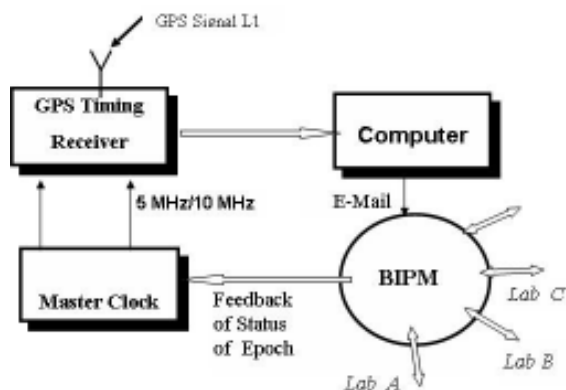 GPS Signal L1
GPS Timing
Receiver
Computer
5 MHz/10 MHz
E-Mail
BIPM
Master Clock
Feedback
of Status
of Epoch
Lab C
Lab B
Lab A